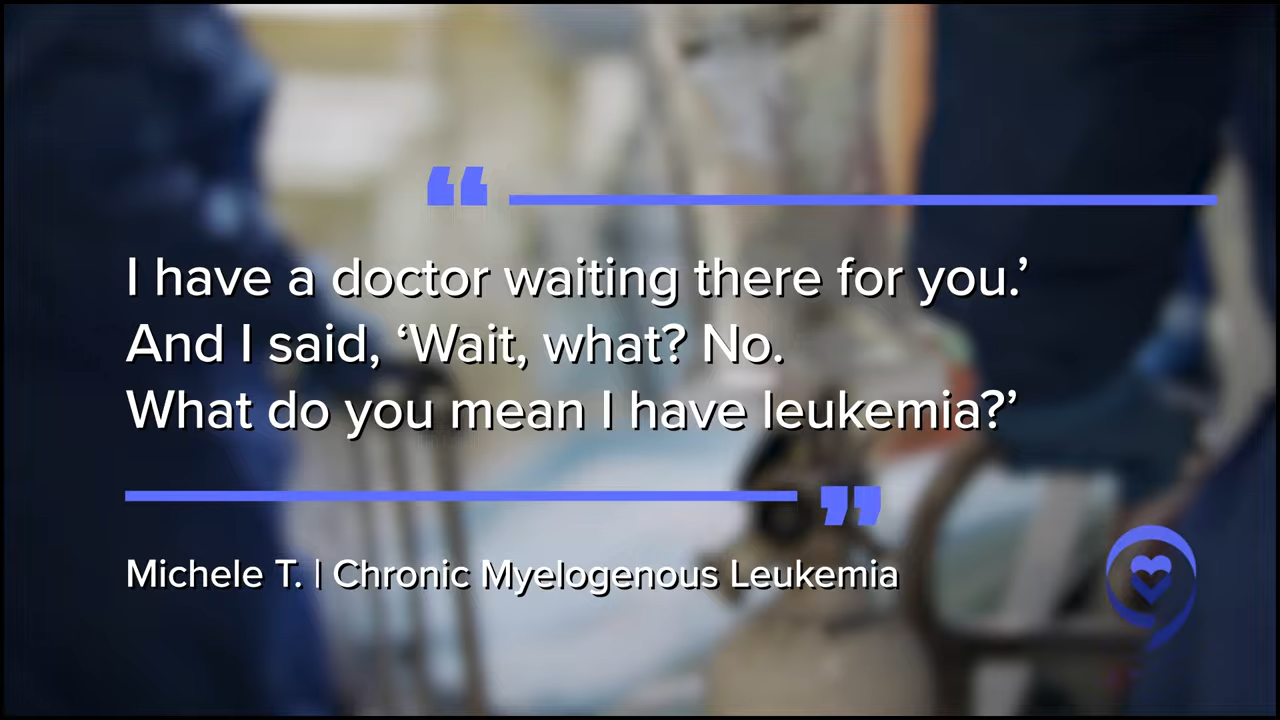 “
I have a doctor waiting there for you.’
And I said, ‘Wait, what? No.
What do you mean I have leukemia?’
”
Michele T. | Chronic Myelogenous Leukemia